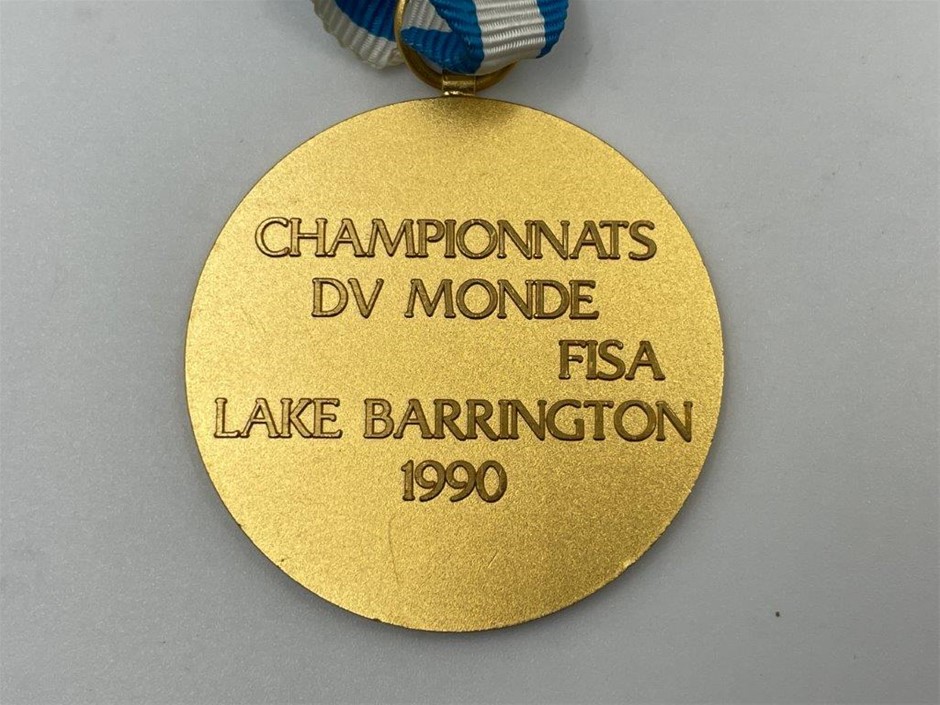 CHAMPIONNATS
DV MONDE
FISA
LAKE BARRINGTON
1990